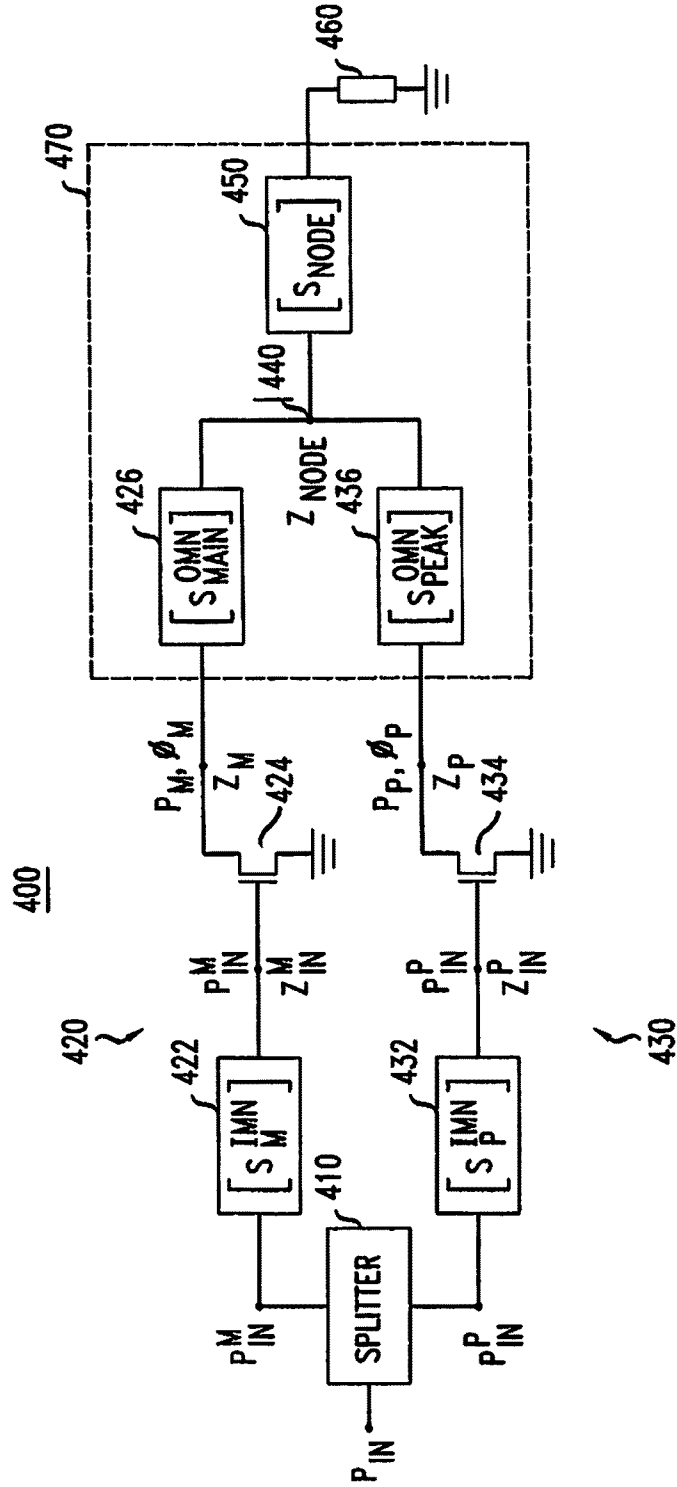 400
420
P_IN
P^M_IN
SPLITTER
410
P^P_IN
422
[S^IMN_M]
432
[S^IMN_P]
430
P^M_IN
Z^M_IN
P^P_IN
Z^P_IN
P_M, Ø_M
Z_M
424
P_P, Ø_P
Z_P
434
426
[S^OMN_MAIN]
436
[S^OMN_PEAK]
Z_NODE
440
450
[S_NODE]
470
460